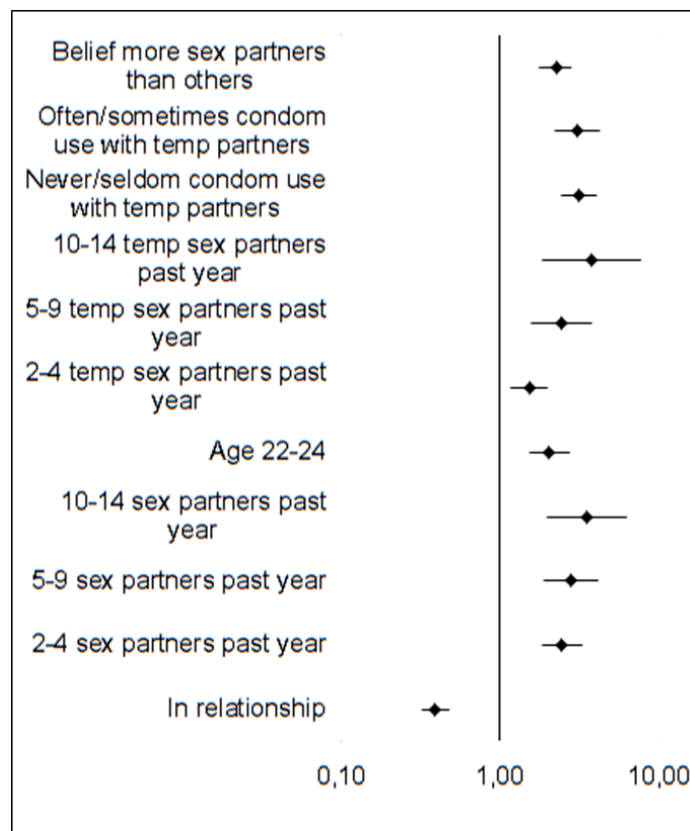 Belief more sex partners
than others
Often/sometimes condom
use with temp partners
Never/seldom condom use
with temp partners
10-14 temp sex partners
past year
5-9 temp sex partners past
year
2-4 temp sex partners past
year
Age 22-24
10-14 sex partners past
year
5-9 sex partners past year
2-4 sex partners past year
In relationship
0,10 1,00 10,00